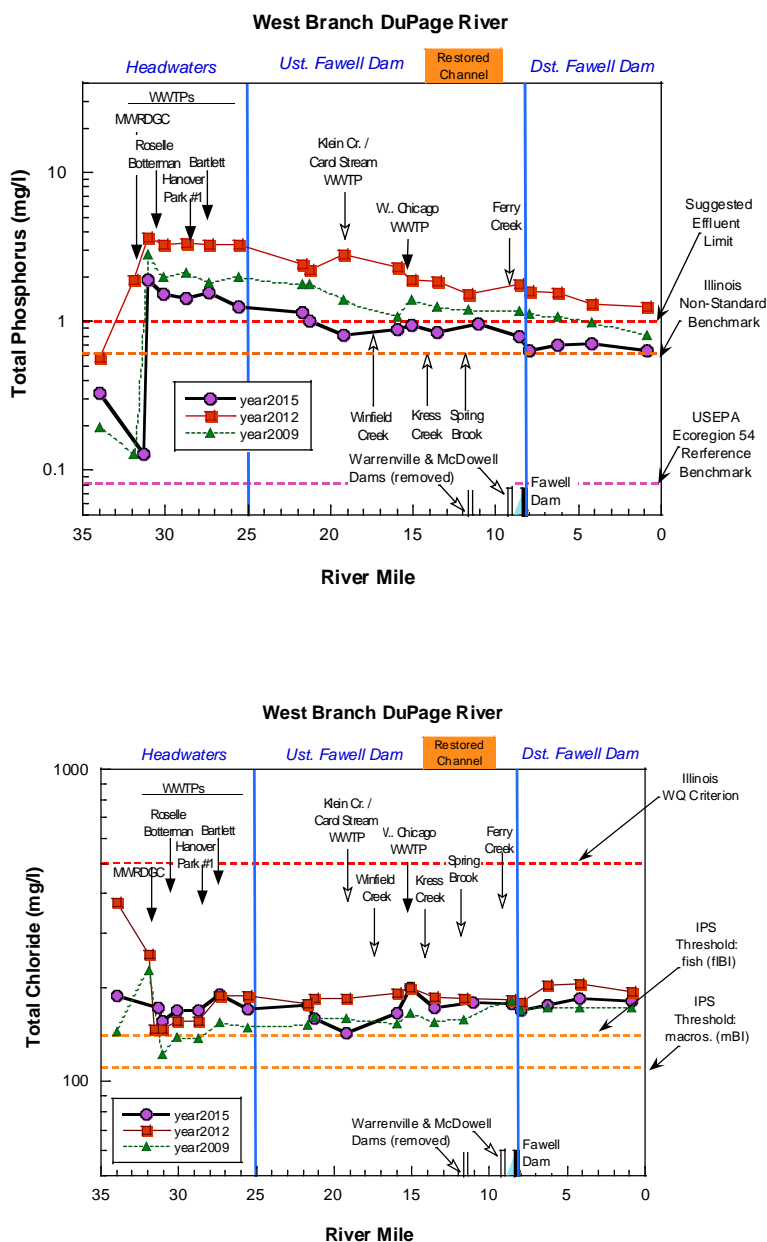 West Branch DuPage River
Headwaters
Ust. Fawell Dam
Restored
Channel
Dst. Fawell Dam
WWTPs
MWRDGC
Roselle
Botterman
Hanover
Park #1
Bartlett
Klein Cr. /
Carol Stream
WWTP
W.. Chicago
WWTP
Ferry
Creek
Suggested
Effluent
Limit
Illinois
Non-Standard
Benchmark
USEPA
Ecoregion 54
Rerference
Benchmark
Total Phosphorus (mg/l)
10
1
0.1
year2015
year2012
year2009
Winfield
Creek
Kress
Creek
Spring
Brook
Warrenville & McDowell
Dams (removed)
Fawell
Dam
35 30 25 20 15 10 5 0
River Mile
West Branch DuPage River
Headwaters
Ust. Fawell Dam
Restored
Channel
Dst. Fawell Dam
WWTPs
MWRDGC
Roselle
Botterman
Hanover
Park #1
Bartlett
Klein Cr. /
Carol Stream
WWTP
Winfield
Creek
W.. Chicago
WWTP
Kress
Creek
Spring
Brook
Ferry
Creek
Illinois
WQ Criterion
IPS
Threshold:
fish (fIBI)
IPS
Threshold:
macros. (mBI)
Total Chloride (mg/l)
1000
100
year2015
year2012
year2009
Warrenville & McDowell
Dams (removed)
Fawell
Dam
35 30 25 20 15 10 5 0
River Mile